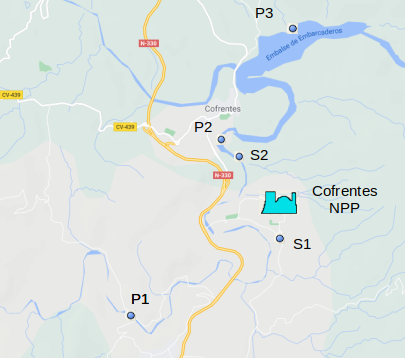 P3
N-330
Embalse de Embarcaderos
CV-439
Cofrentes
CV-439
P2
S2
N-330
Cofrentes
NPP
S1
P1